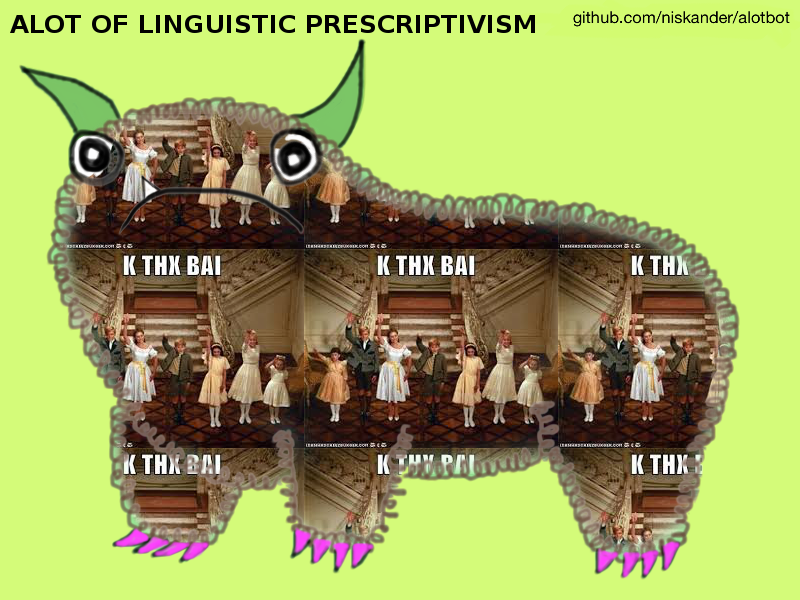 ALOT OF LINGUISTIC PRESCRIPTIVISM
github.com/niskander/alotbot
K THX BAI
K THX BAI
K THX
K THX BAI
K THX BAI
K THX